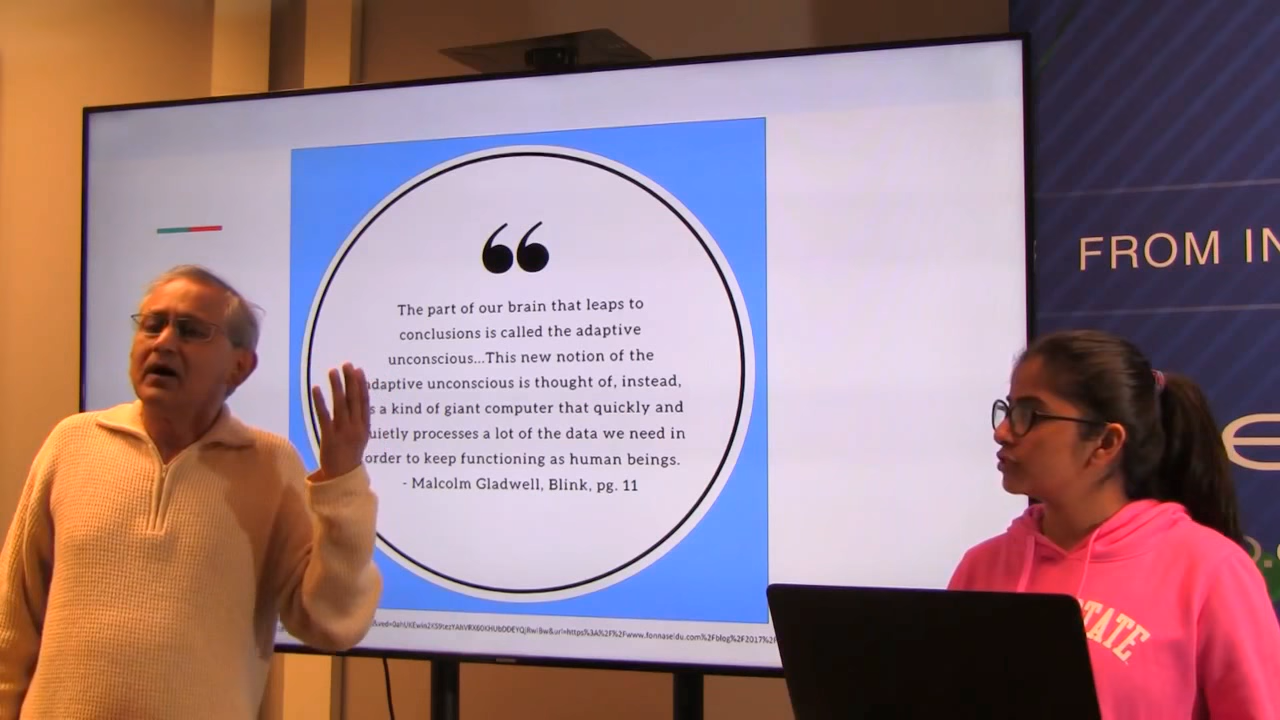 The part of our brain that leaps to
conclusions is called the adaptive
unconscious...This new notion of the
adaptive unconscious is thought of, instead,
as a kind of giant computer that quickly and
quietly processes a lot of the data we need in
order to keep functioning as human beings.
- Malcolm Gladwell, Blink, pg. 11
FROM IN
STATE